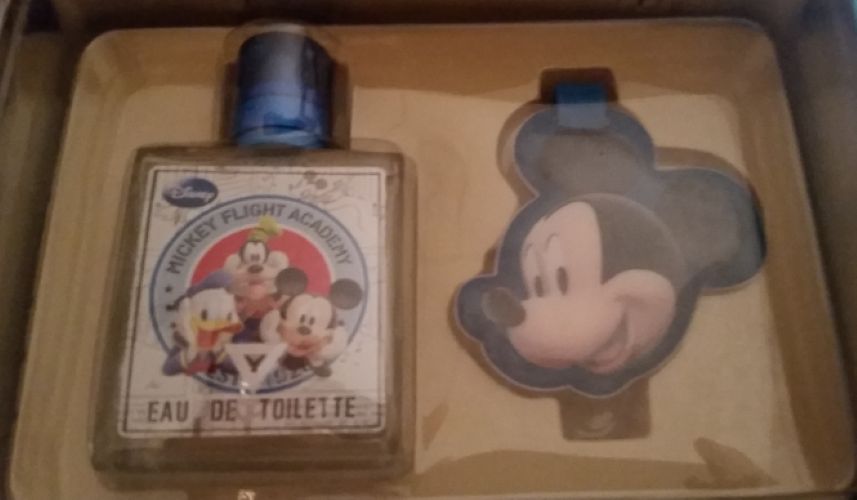 Disney
MICKEY FLIGHT ACADEMY
EAU DE TOILETTE